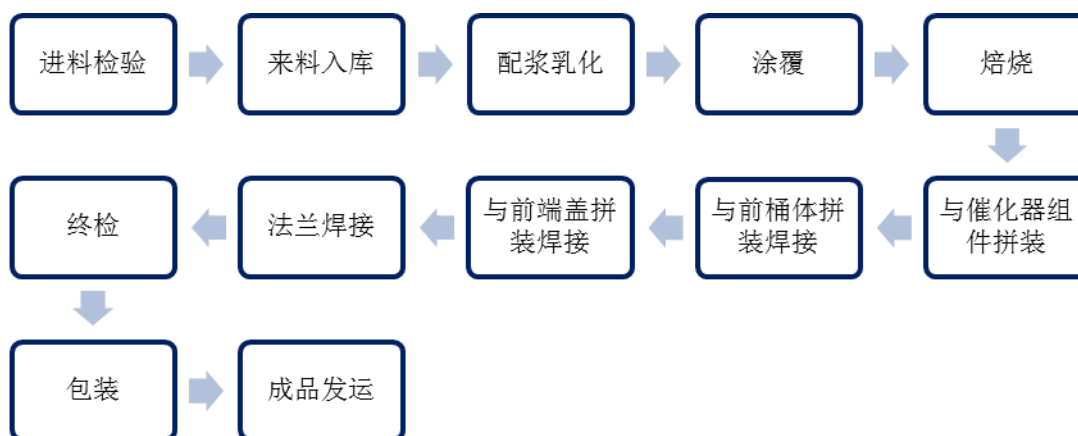 进料检验
来料入库
配浆乳化
涂覆
焙烧
与催化器组
件拼装
与前桶体拼
装焊接
与前端盖拼
装焊接
法兰焊接
终检
包装
成品发运